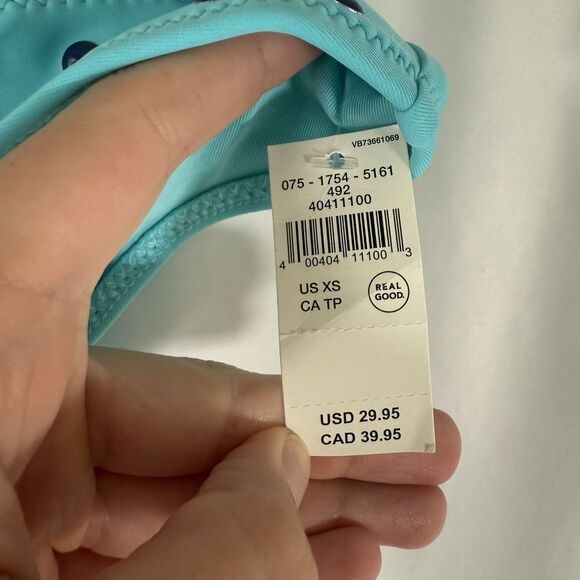 VB73661069
075 - 1754 - 5161
492
40411100
4 00404 11100 3
US XS
CA TP
REAL
GOOD.
USD 29.95
CAD 39.95